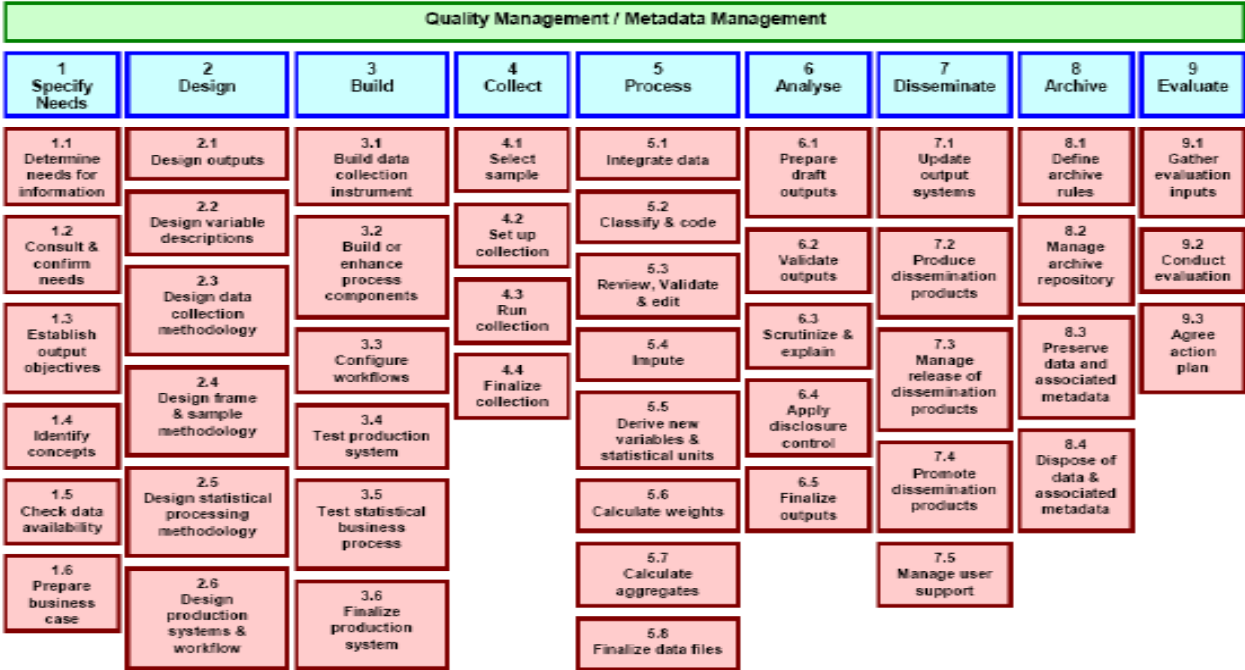 Quality Management / Metadata Management
1
Specify
Needs
2
Design
3
Build
4
Collect
5
Process
6
Analyse
7
Disseminate
8
Archive
9
Evaluate
1.1
Determine
needs for
information
1.2
Consult &
confirm
needs
1.3
Establish
output
objectives
1.4
Identify
concepts
1.5
Check data
availability
1.6
Prepare
business
case
2.1
Design outputs
2.2
Design variable
descriptions
2.3
Design data
collection
methodology
2.4
Design frame
& sample
methodology
2.5
Design statistical
processing
methodology
2.6
Design
production
systems &
workflow
3.1
Build data
collection
instrument
3.2
Build or
enhance
process
components
3.3
Configure
workflows
3.4
Test production
system
3.5
Test statistical
business
process
3.6
Finalize
production
system
4.1
Select
sample
4.2
Set up
collection
4.3
Run
collection
4.4
Finalize
collection
5.1
Integrate data
5.2
Classify & code
5.3
Review, Validate
& edit
5.4
Impute
5.5
Derive new
variables &
statistical units
5.6
Calculate weights
5.7
Calculate
aggregates
5.8
Finalize data files
6.1
Prepare
draft
outputs
6.2
Validate
outputs
6.3
Scrutinize &
explain
6.4
Apply
disclosure
control
6.5
Finalize
outputs
7.1
Update
output
systems
7.2
Produce
dissemination
products
7.3
Manage
release of
dissemination
products
7.4
Promote
dissemination
products
7.5
Manage user
support
8.1
Define
archive
rules
8.2
Manage
archive
repository
8.3
Preserve
data and
associated
metadata
8.4
Dispose of
data &
associated
metadata
9.1
Gather
evaluation
inputs
9.2
Conduct
evaluation
9.3
Agree
action
plan